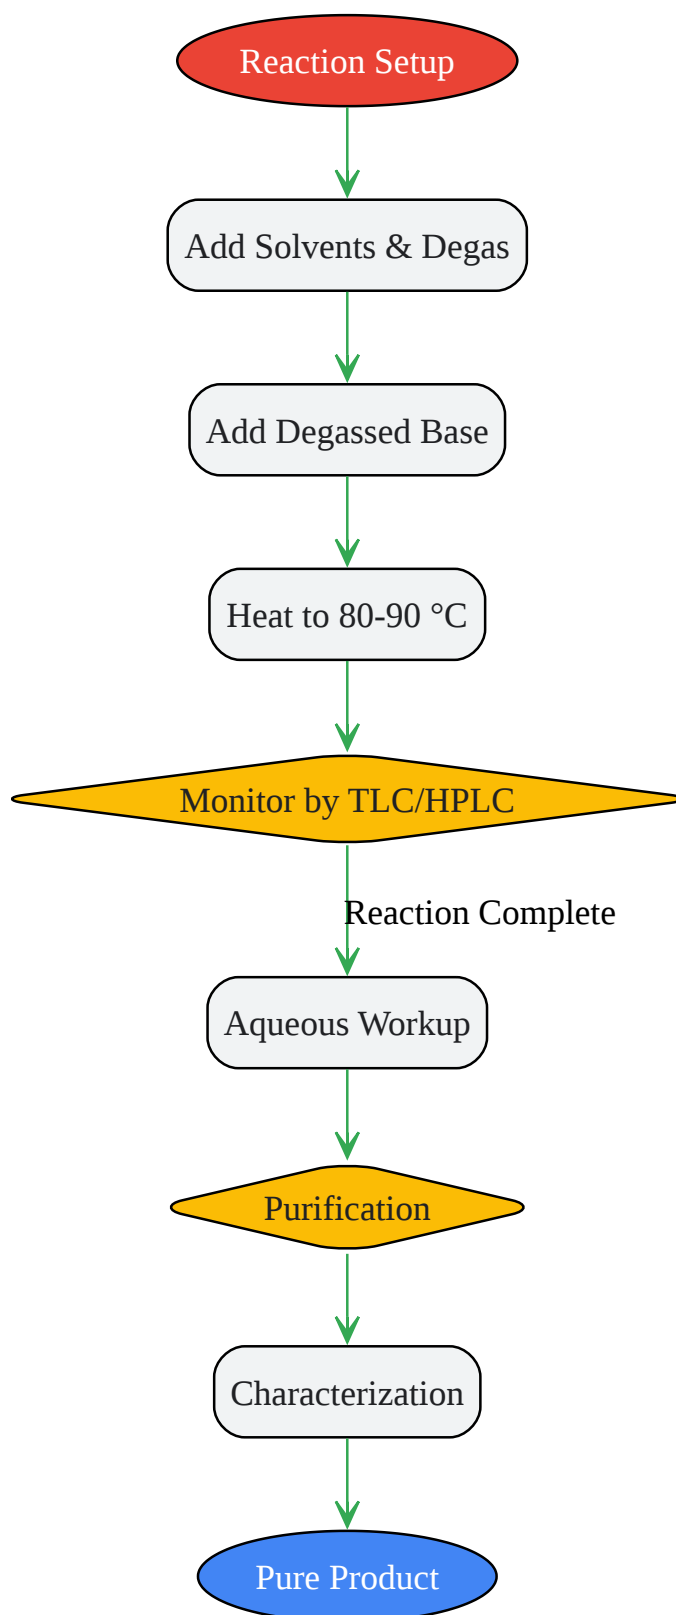 Reaction Setup
Add Solvents & Degas
Add Degassed Base
Heat to 80-90 °C
Monitor by TLC/HPLC
Reaction Complete
Aqueous Workup
Purification
Characterization
Pure Product